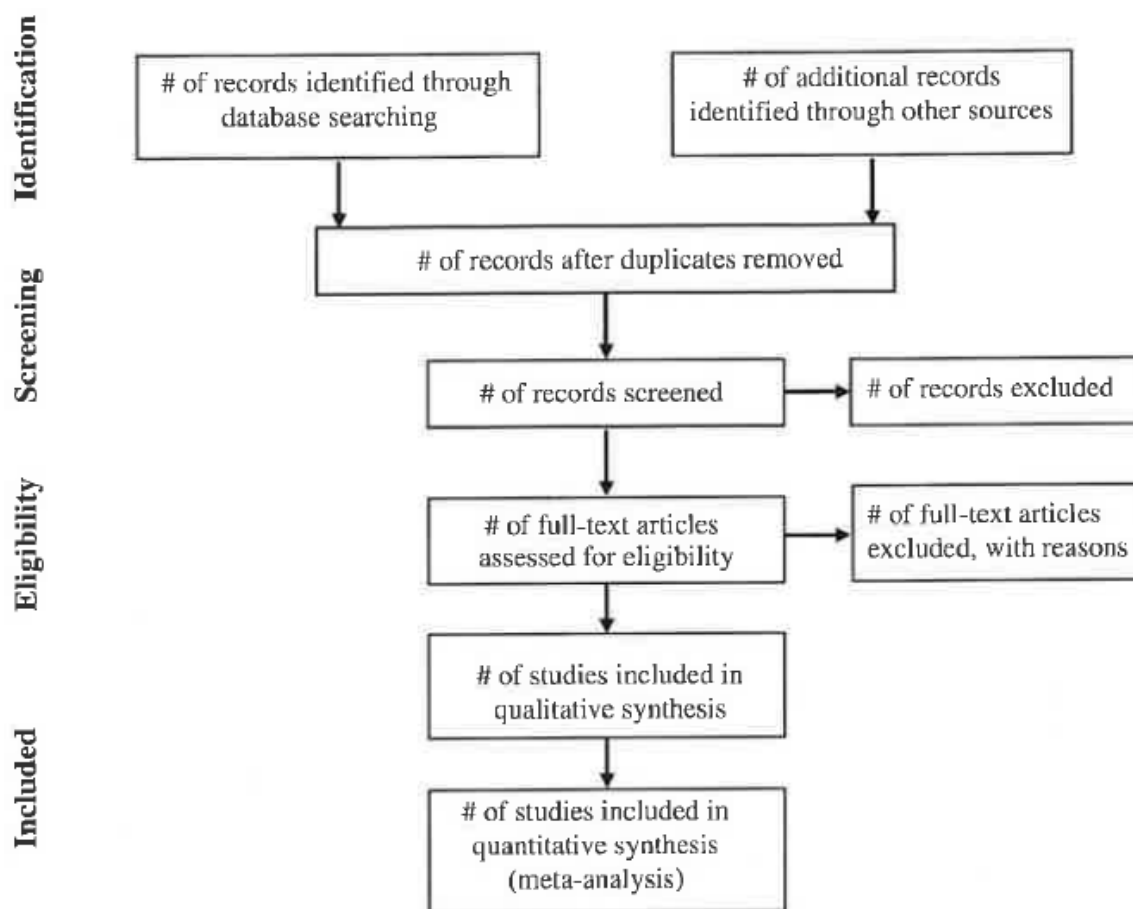 Identification
# of records identified through
database searching
# of additional records
identified through other sources
Screening
# of records after duplicates removed
# of records screened
# of records excluded
Eligibility
# of full-text articles
assessed for eligibility
# of full-text articles
excluded, with reasons
Included
# of studies included in
qualitative synthesis
# of studies included in
quantitative synthesis
(meta-analysis)